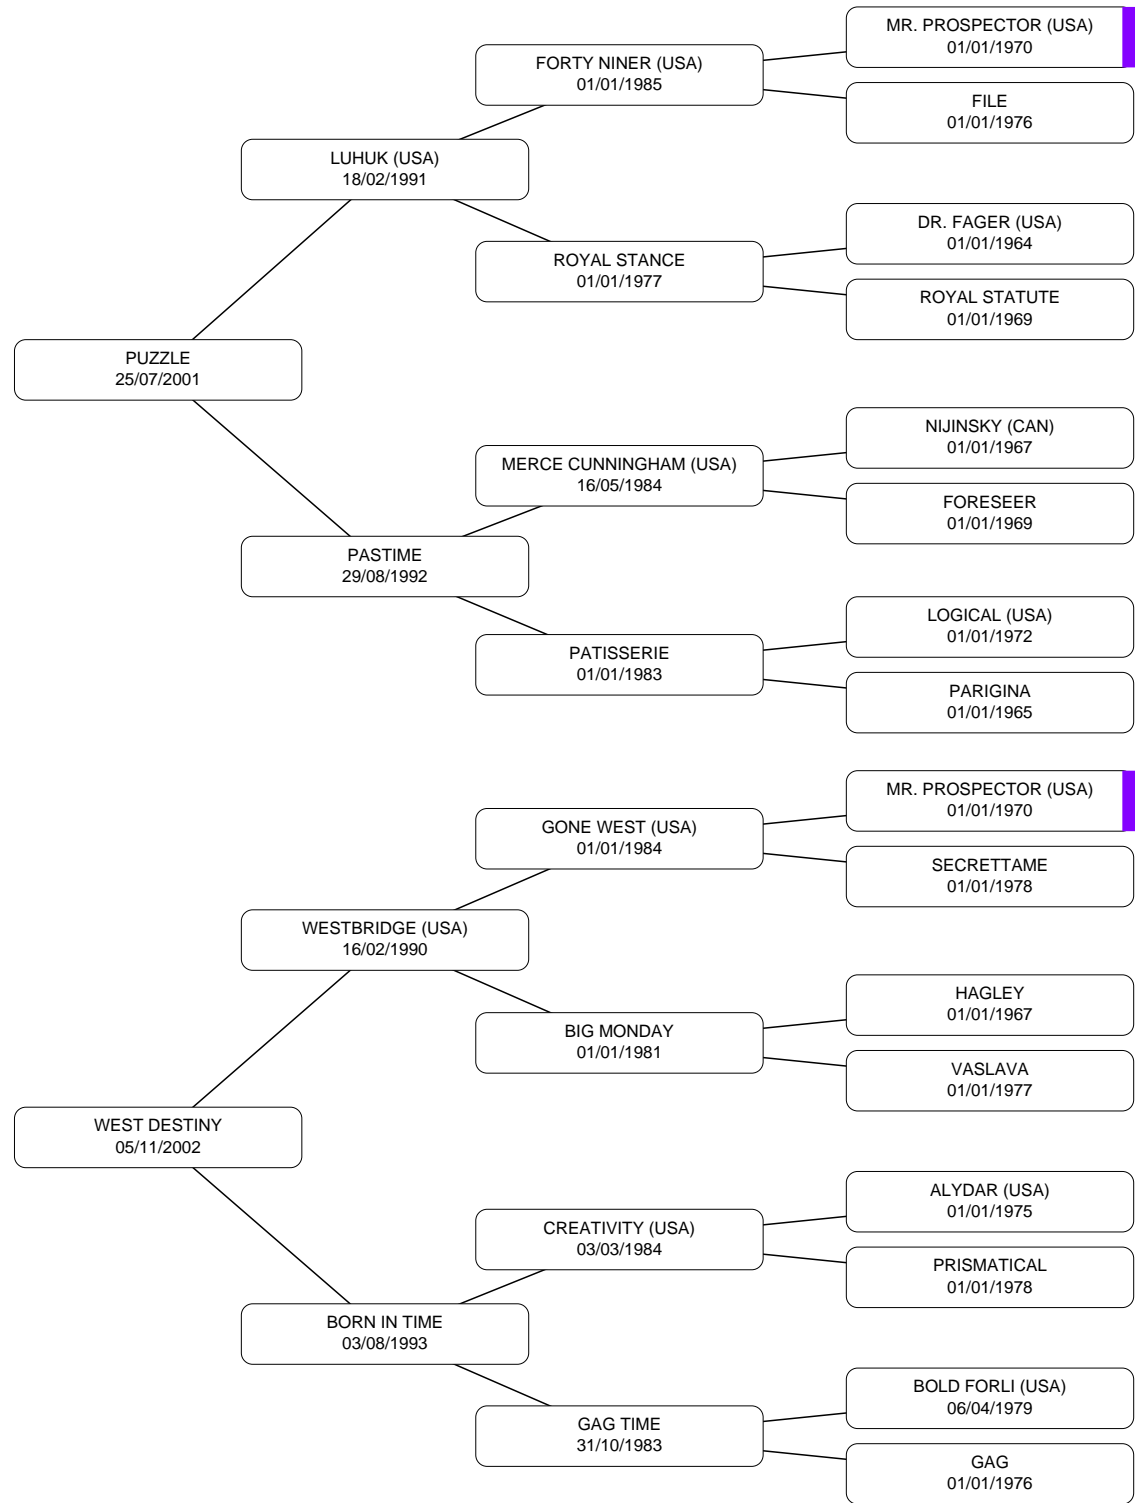 MR. PROSPECTOR (USA)
01/01/1970
FORTY NINER (USA)
01/01/1985
FILE
01/01/1976
LUHUK (USA)
18/02/1991
DR. FAGER (USA)
01/01/1964
ROYAL STANCE
01/01/1977
ROYAL STATUTE
01/01/1969
PUZZLE
25/07/2001
NIJINSKY (CAN)
01/01/1967
MERCE CUNNINGHAM (USA)
16/05/1984
FORESEER
01/01/1969
PASTIME
29/08/1992
LOGICAL (USA)
01/01/1972
PATISSERIE
01/01/1983
PARIGINA
01/01/1965
MR. PROSPECTOR (USA)
01/01/1970
GONE WEST (USA)
01/01/1984
SECRETTAME
01/01/1978
WESTBRIDGE (USA)
16/02/1990
HAGLEY
01/01/1967
BIG MONDAY
01/01/1981
VASLAVA
01/01/1977
WEST DESTINY
05/11/2002
ALYDAR (USA)
01/01/1975
CREATIVITY (USA)
03/03/1984
PRISMATICAL
01/01/1978
BORN IN TIME
03/08/1993
BOLD FORLI (USA)
06/04/1979
GAG TIME
31/10/1983
GAG
01/01/1976